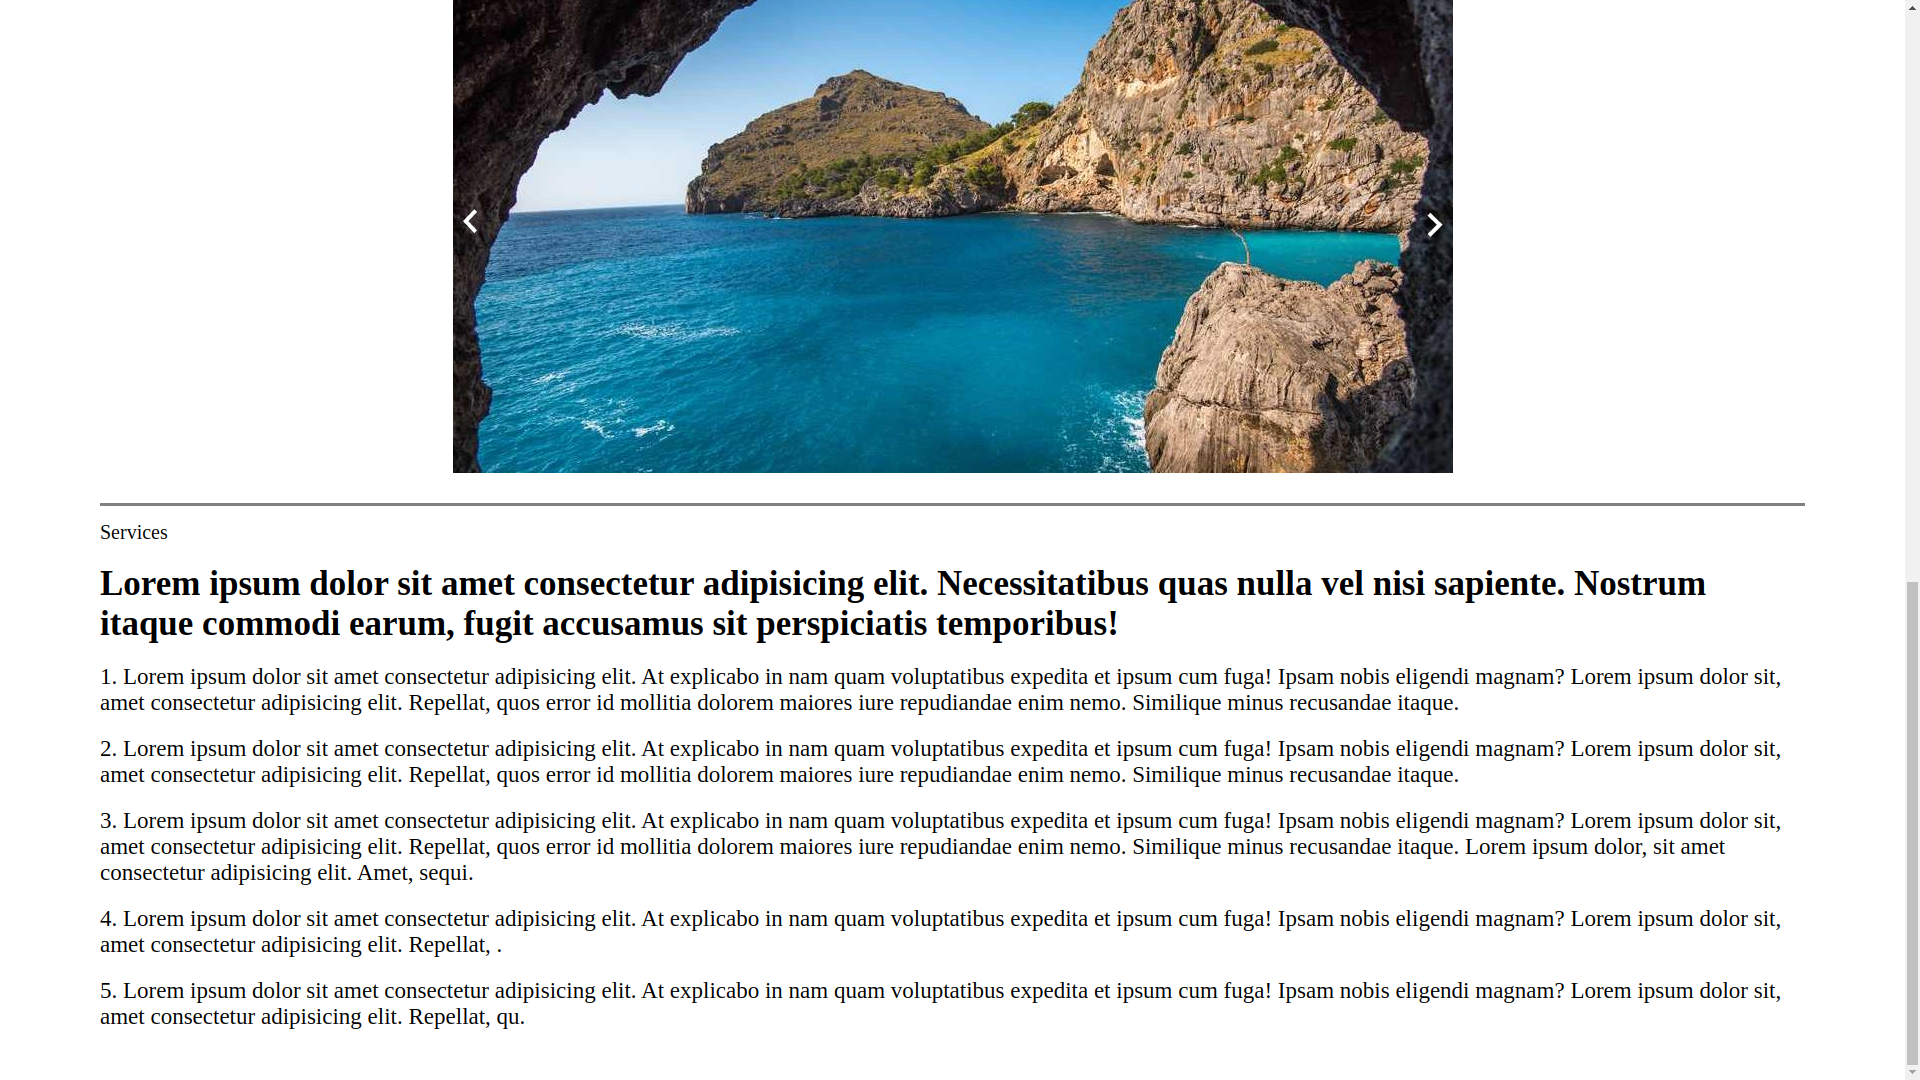 Services
Lorem ipsum dolor sit amet consectetur adipisicing elit. Necessitatibus quas nulla vel nisi sapiente. Nostrum
itaque commodi earum, fugit accusamus sit perspiciatis temporibus!
1. Lorem ipsum dolor sit amet consectetur adipisicing elit. At explicabo in nam quam voluptatibus expedita et ipsum cum fuga! Ipsam nobis eligendi magnam? Lorem ipsum dolor sit,
amet consectetur adipisicing elit. Repellat, quos error id mollitia dolorem maiores iure repudiandae enim nemo. Similique minus recusandae itaque.
2. Lorem ipsum dolor sit amet consectetur adipisicing elit. At explicabo in nam quam voluptatibus expedita et ipsum cum fuga! Ipsam nobis eligendi magnam? Lorem ipsum dolor sit,
amet consectetur adipisicing elit. Repellat, quos error id mollitia dolorem maiores iure repudiandae enim nemo. Similique minus recusandae itaque.
3. Lorem ipsum dolor sit amet consectetur adipisicing elit. At explicabo in nam quam voluptatibus expedita et ipsum cum fuga! Ipsam nobis eligendi magnam? Lorem ipsum dolor sit,
amet consectetur adipisicing elit. Repellat, quos error id mollitia dolorem maiores iure repudiandae enim nemo. Similique minus recusandae itaque. Lorem ipsum dolor, sit amet
consectetur adipisicing elit. Amet, sequi.
4. Lorem ipsum dolor sit amet consectetur adipisicing elit. At explicabo in nam quam voluptatibus expedita et ipsum cum fuga! Ipsam nobis eligendi magnam? Lorem ipsum dolor sit,
amet consectetur adipisicing elit. Repellat, .
5. Lorem ipsum dolor sit amet consectetur adipisicing elit. At explicabo in nam quam voluptatibus expedita et ipsum cum fuga! Ipsam nobis eligendi magnam? Lorem ipsum dolor sit,
amet consectetur adipisicing elit. Repellat, qu.